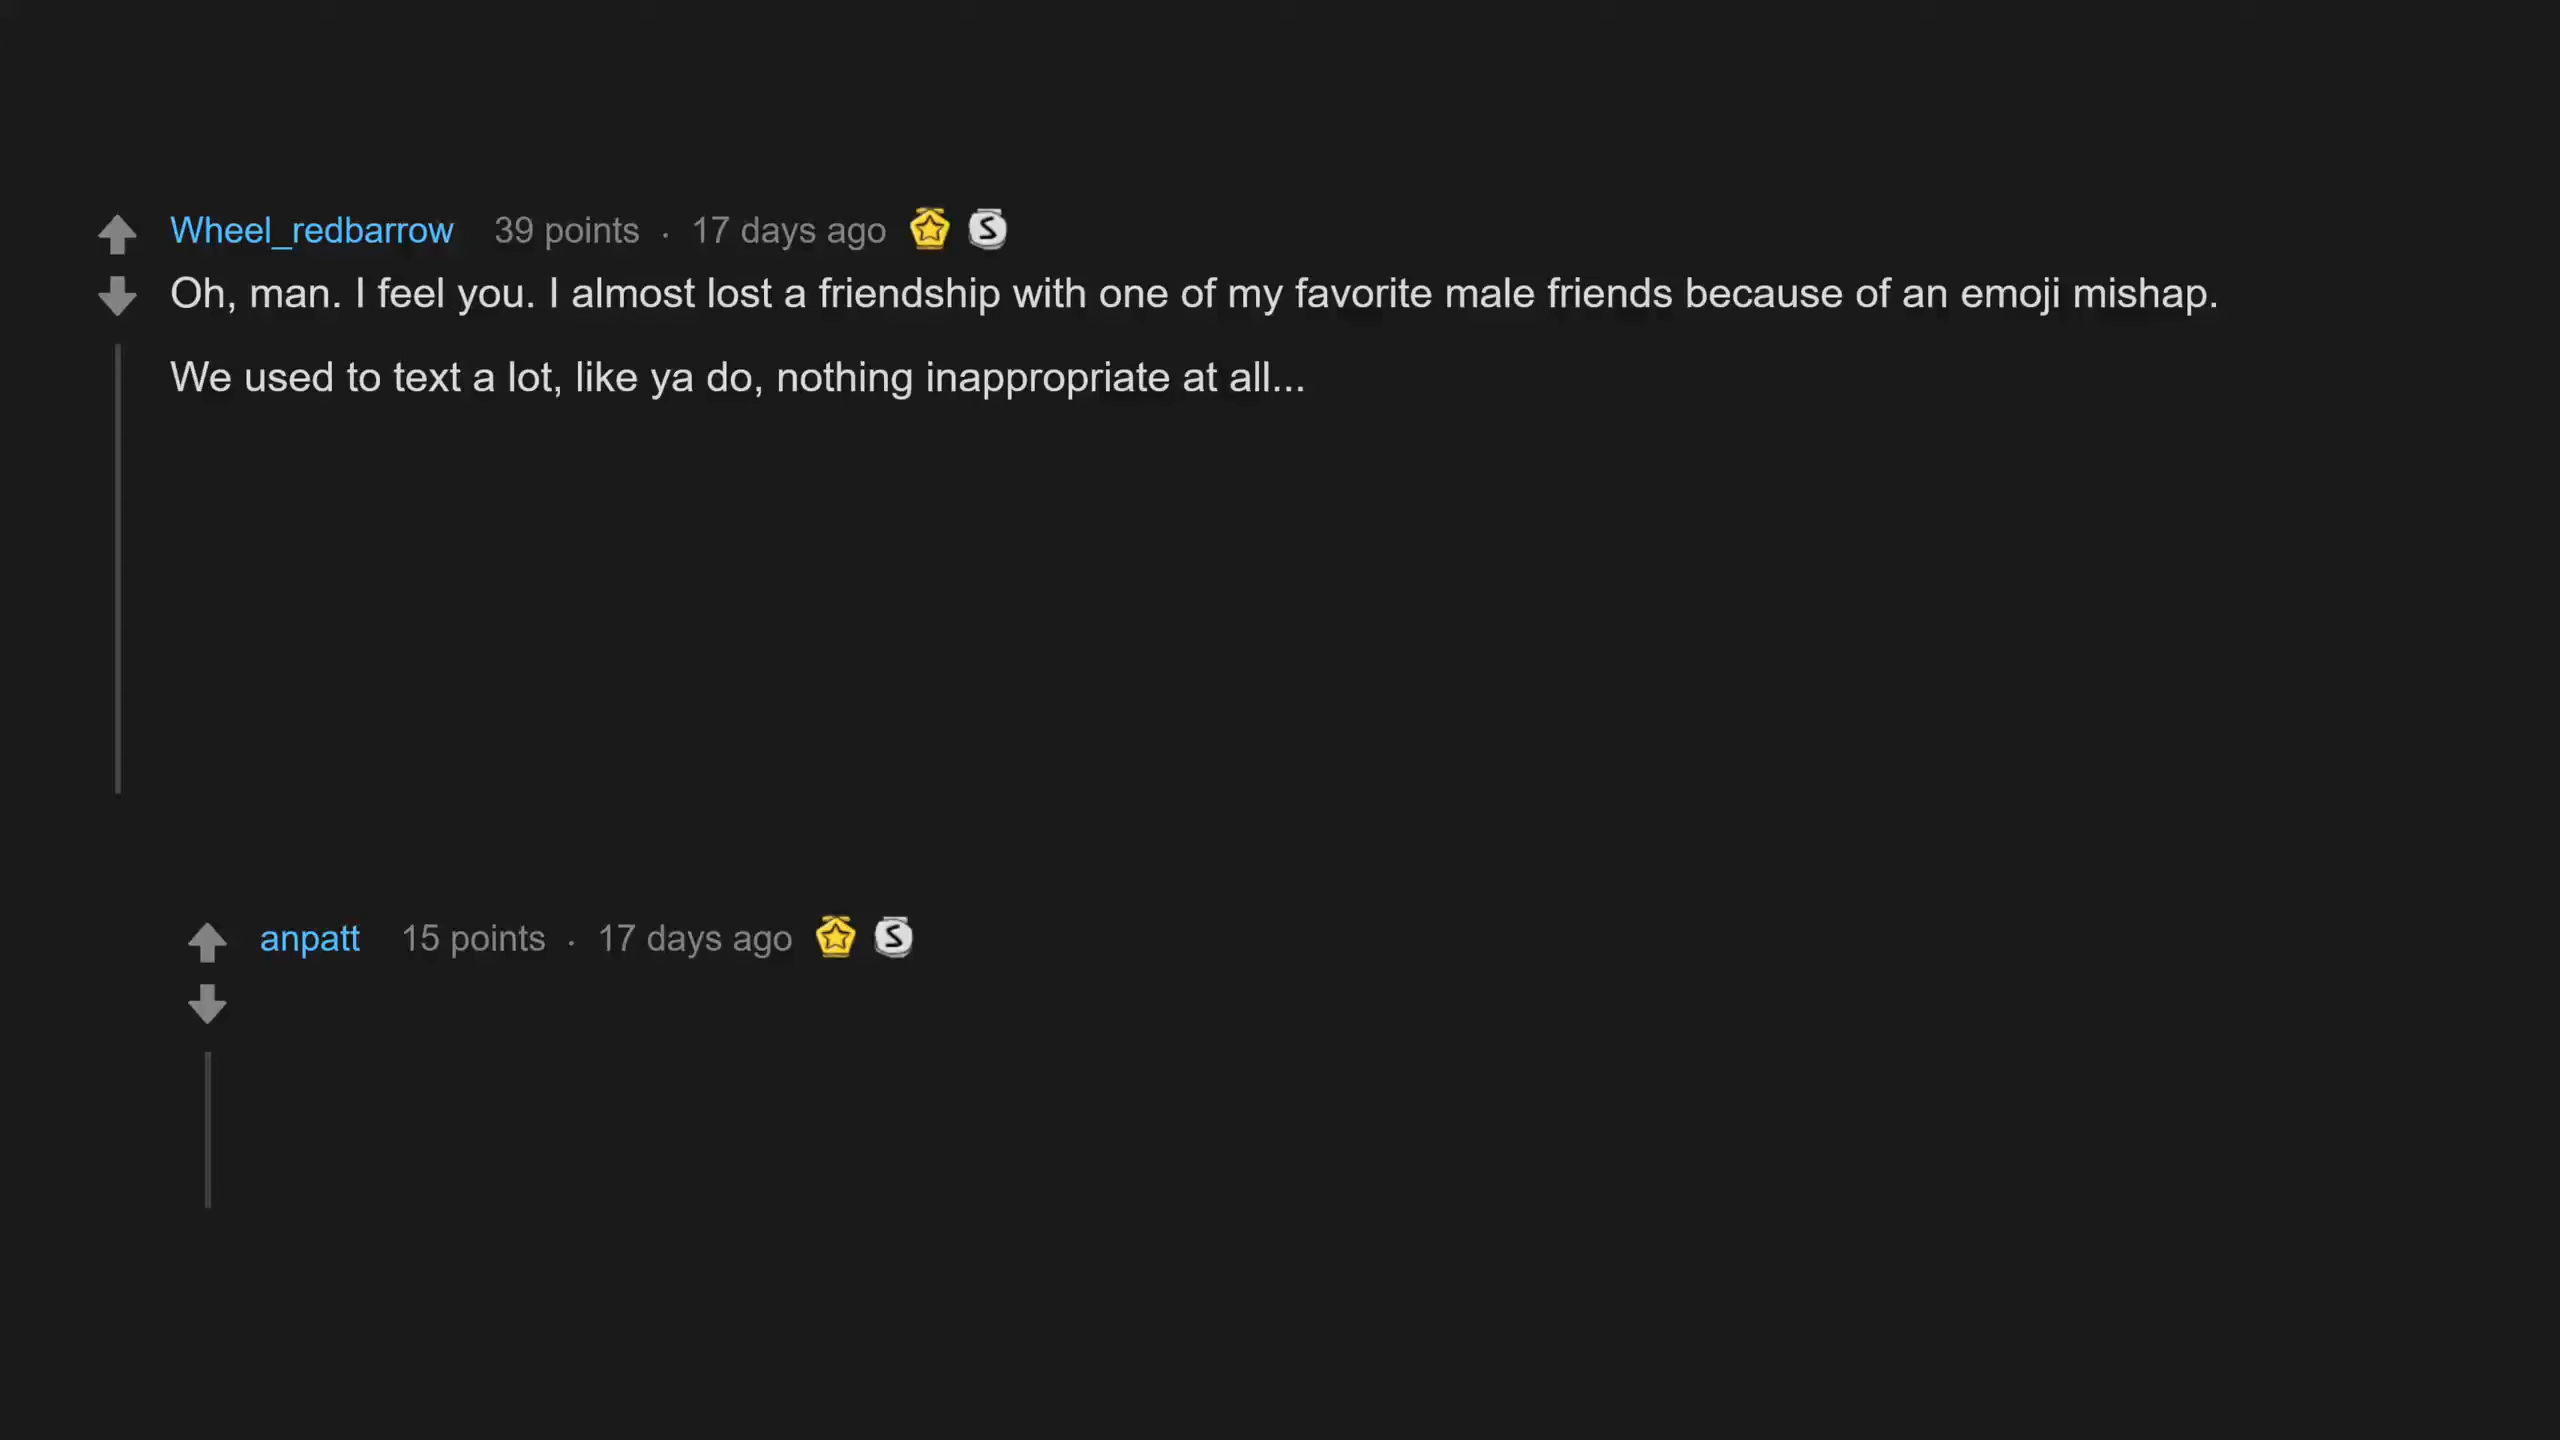 Wheel_redbarrow 39 points · 17 days ago S
Oh, man. I feel you. I almost lost a friendship with one of my favorite male friends because of an emoji mishap.
We used to text a lot, like ya do, nothing inappropriate at all...
anpatt 15 points · 17 days ago S